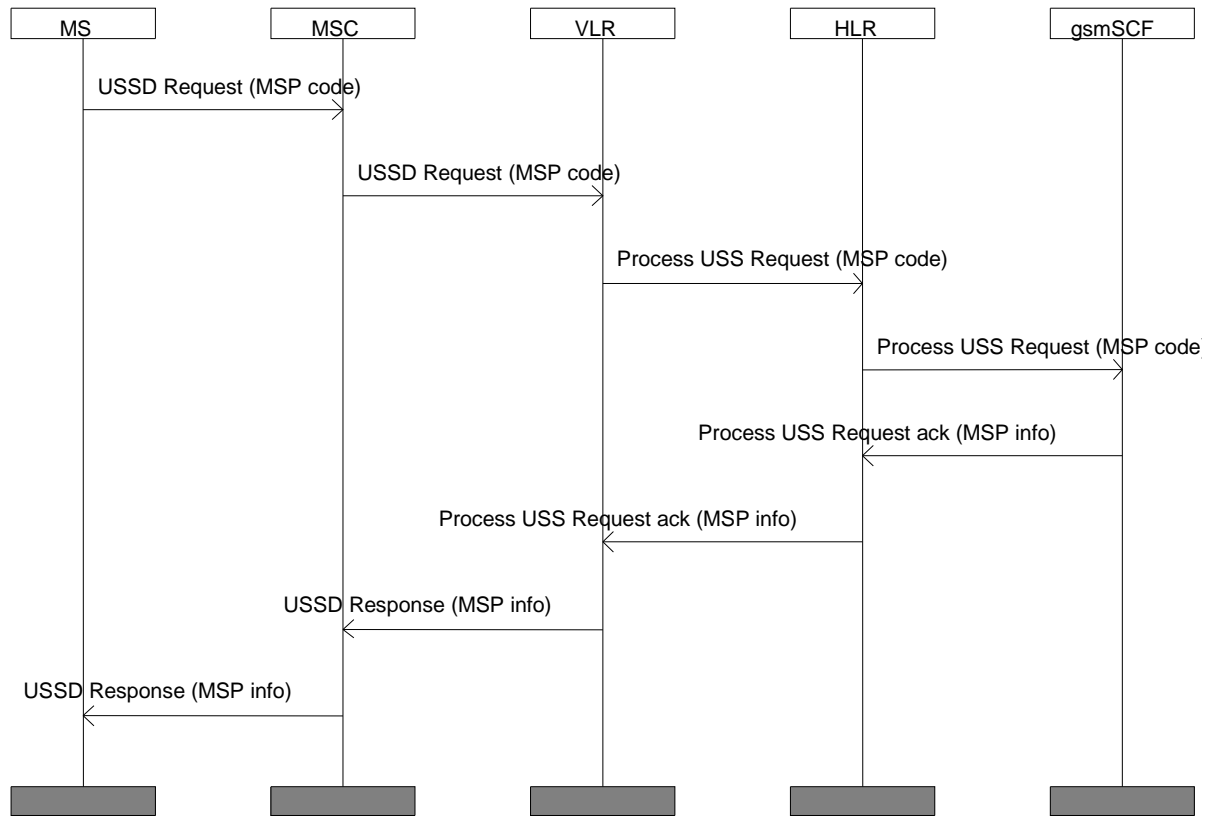 MS
MSC
VLR
HLR
gsmSCF
USSD Request (MSP code)
USSD Request (MSP code)
Process USS Request (MSP code)
Process USS Request (MSP code)
Process USS Request ack (MSP info)
Process USS Request ack (MSP info)
USSD Response (MSP info)
USSD Response (MSP info)